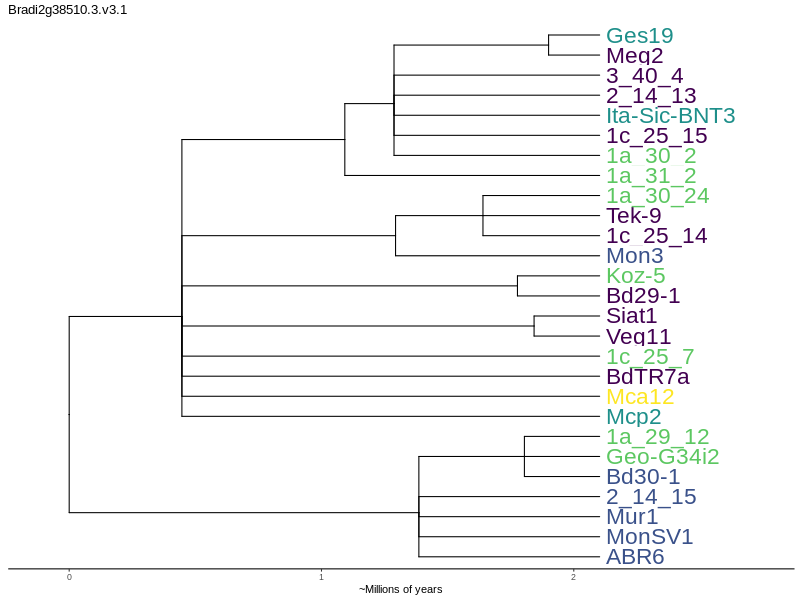 Bradi2g38510.3.v3.1
Ges19
Meq2
3_40_4
2_14_13
Ita-Sic-BNT3
1c_25_15
1a_30_2
1a_31_2
1a_30_24
Tek-9
1c_25_14
Mon3
Koz-5
Bd29-1
Siat1
Veq11
1c_25_7
BdTR7a
Mca12
Mcp2
1a_29_12
Geo-G34i2
Bd30-1
2_14_15
Mur1
MonSV1
ABR6
0 1 2
~Millions of years